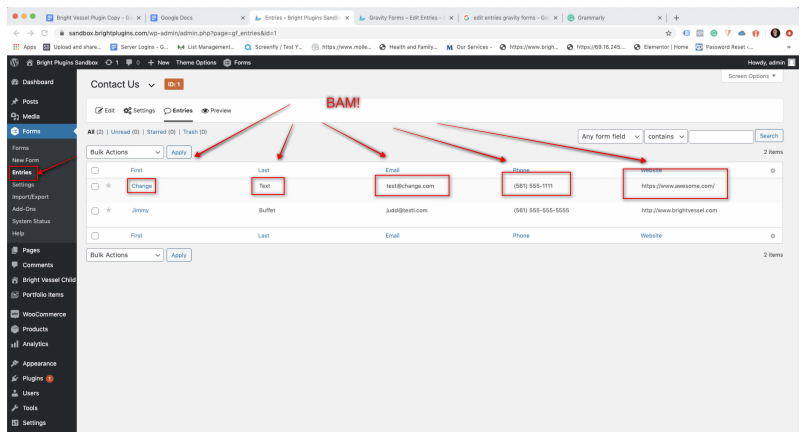 Bright Vessel Plugin Copy - Go
Google Docs
Entries ‹ Bright Plugins Sandbo
Gravity Forms – Edit Entries –
edit entries gravity forms - Go
Grammarly
sandbox.brightplugins.com/wp-admin/admin.php?page=gf_entries&id=1
Apps
Upload and share...
Server Logins - G...
List Management...
Screenfly / Test Y...
https://www.molle...
Health and Family...
Our Services -
https://www.brigh...
https://69.16.245....
Elementor | Home
Password Reset ‹...
»
Bright Plugins Sandbox
1
0
+ New
Theme Options
Forms
Howdy, admin
Dashboard
Posts
Media
Forms
Forms
New Form
Entries
Settings
Import/Export
Add-Ons
System Status
Help
Pages
Comments
Bright Vessel Child
Portfolio Items
WooCommerce
Products
Analytics
Appearance
Plugins 1
Users
Tools
Settings
Screen Options ▼
Contact Us
ID: 1
Edit
Settings
Entries
Preview
BAM!
All (2) | Unread (0) | Starred (0) | Trash (0)
Any form field
contains
Search
Bulk Actions
Apply
2 items
First
Last
Email
Phone
Website
Change
Text
test@change.com
(561) 555-1111
https://www.awesome.com/
Jimmy
Buffet
judd@testl.com
(561) 555-555-5555
http://www.brightvessel.com
First
Last
Email
Phone
Website
Bulk Actions
Apply
2 items